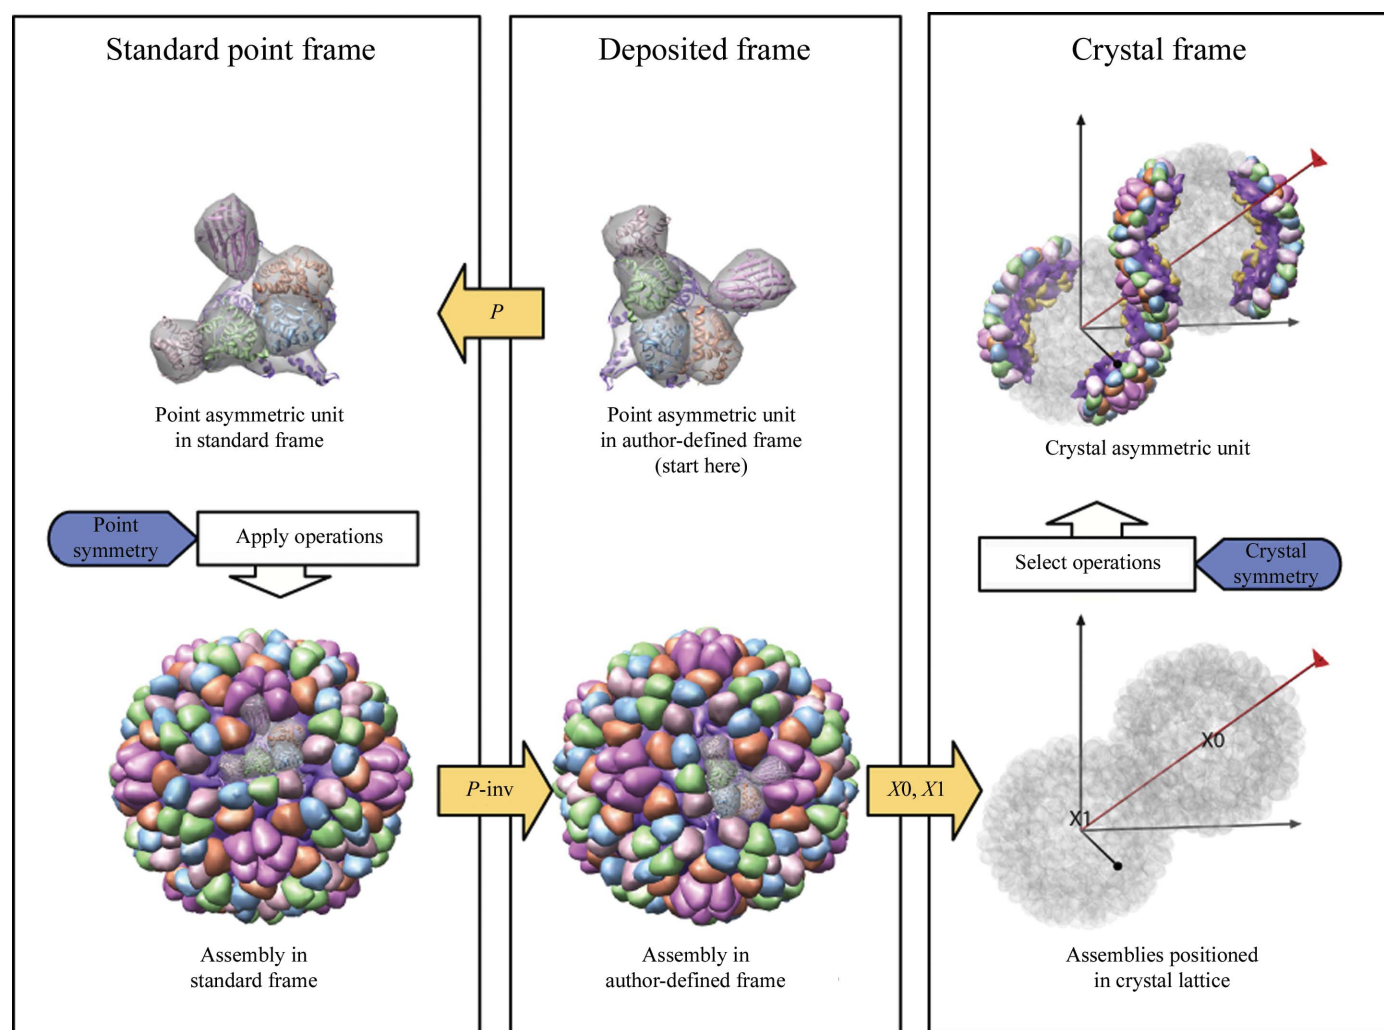 Standard point frame
Point asymmetric unit
in standard frame
Point
symmetry
Apply operations
Assembly in
standard frame
P
P-inv
Deposited frame
Point asymmetric unit
in author-defined frame
(start here)
Assembly in
author-defined frame
X0, X1
Crystal frame
Crystal asymmetric unit
Select operations
Crystal
symmetry
X0
X1
Assemblies positioned
in crystal lattice